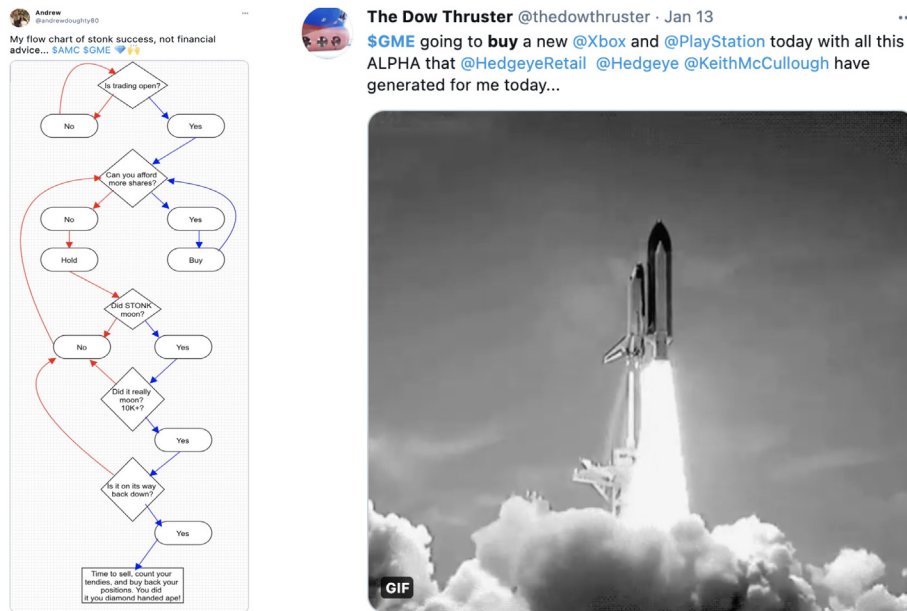 Andrew
@andrewdoughty80
My flow chart of stonk success, not financial
advice... $AMC $GME 💎🙌
Is trading open?
No
Yes
Can you afford
more shares?
No
Yes
Hold
Buy
Did STONK
moon?
No
Yes
Did it really
moon?
10K+?
Yes
Is it on its way
back down?
Yes
Time to sell, count your
tendies, and buy back your
positions. You did
it you diamond handed ape!
The Dow Thruster @thedowthruster · Jan 13
$GME going to buy a new @Xbox and @PlayStation today with all this
ALPHA that @HedgeyeRetail @Hedgeye @KeithMcCullough have
generated for me today...
GIF